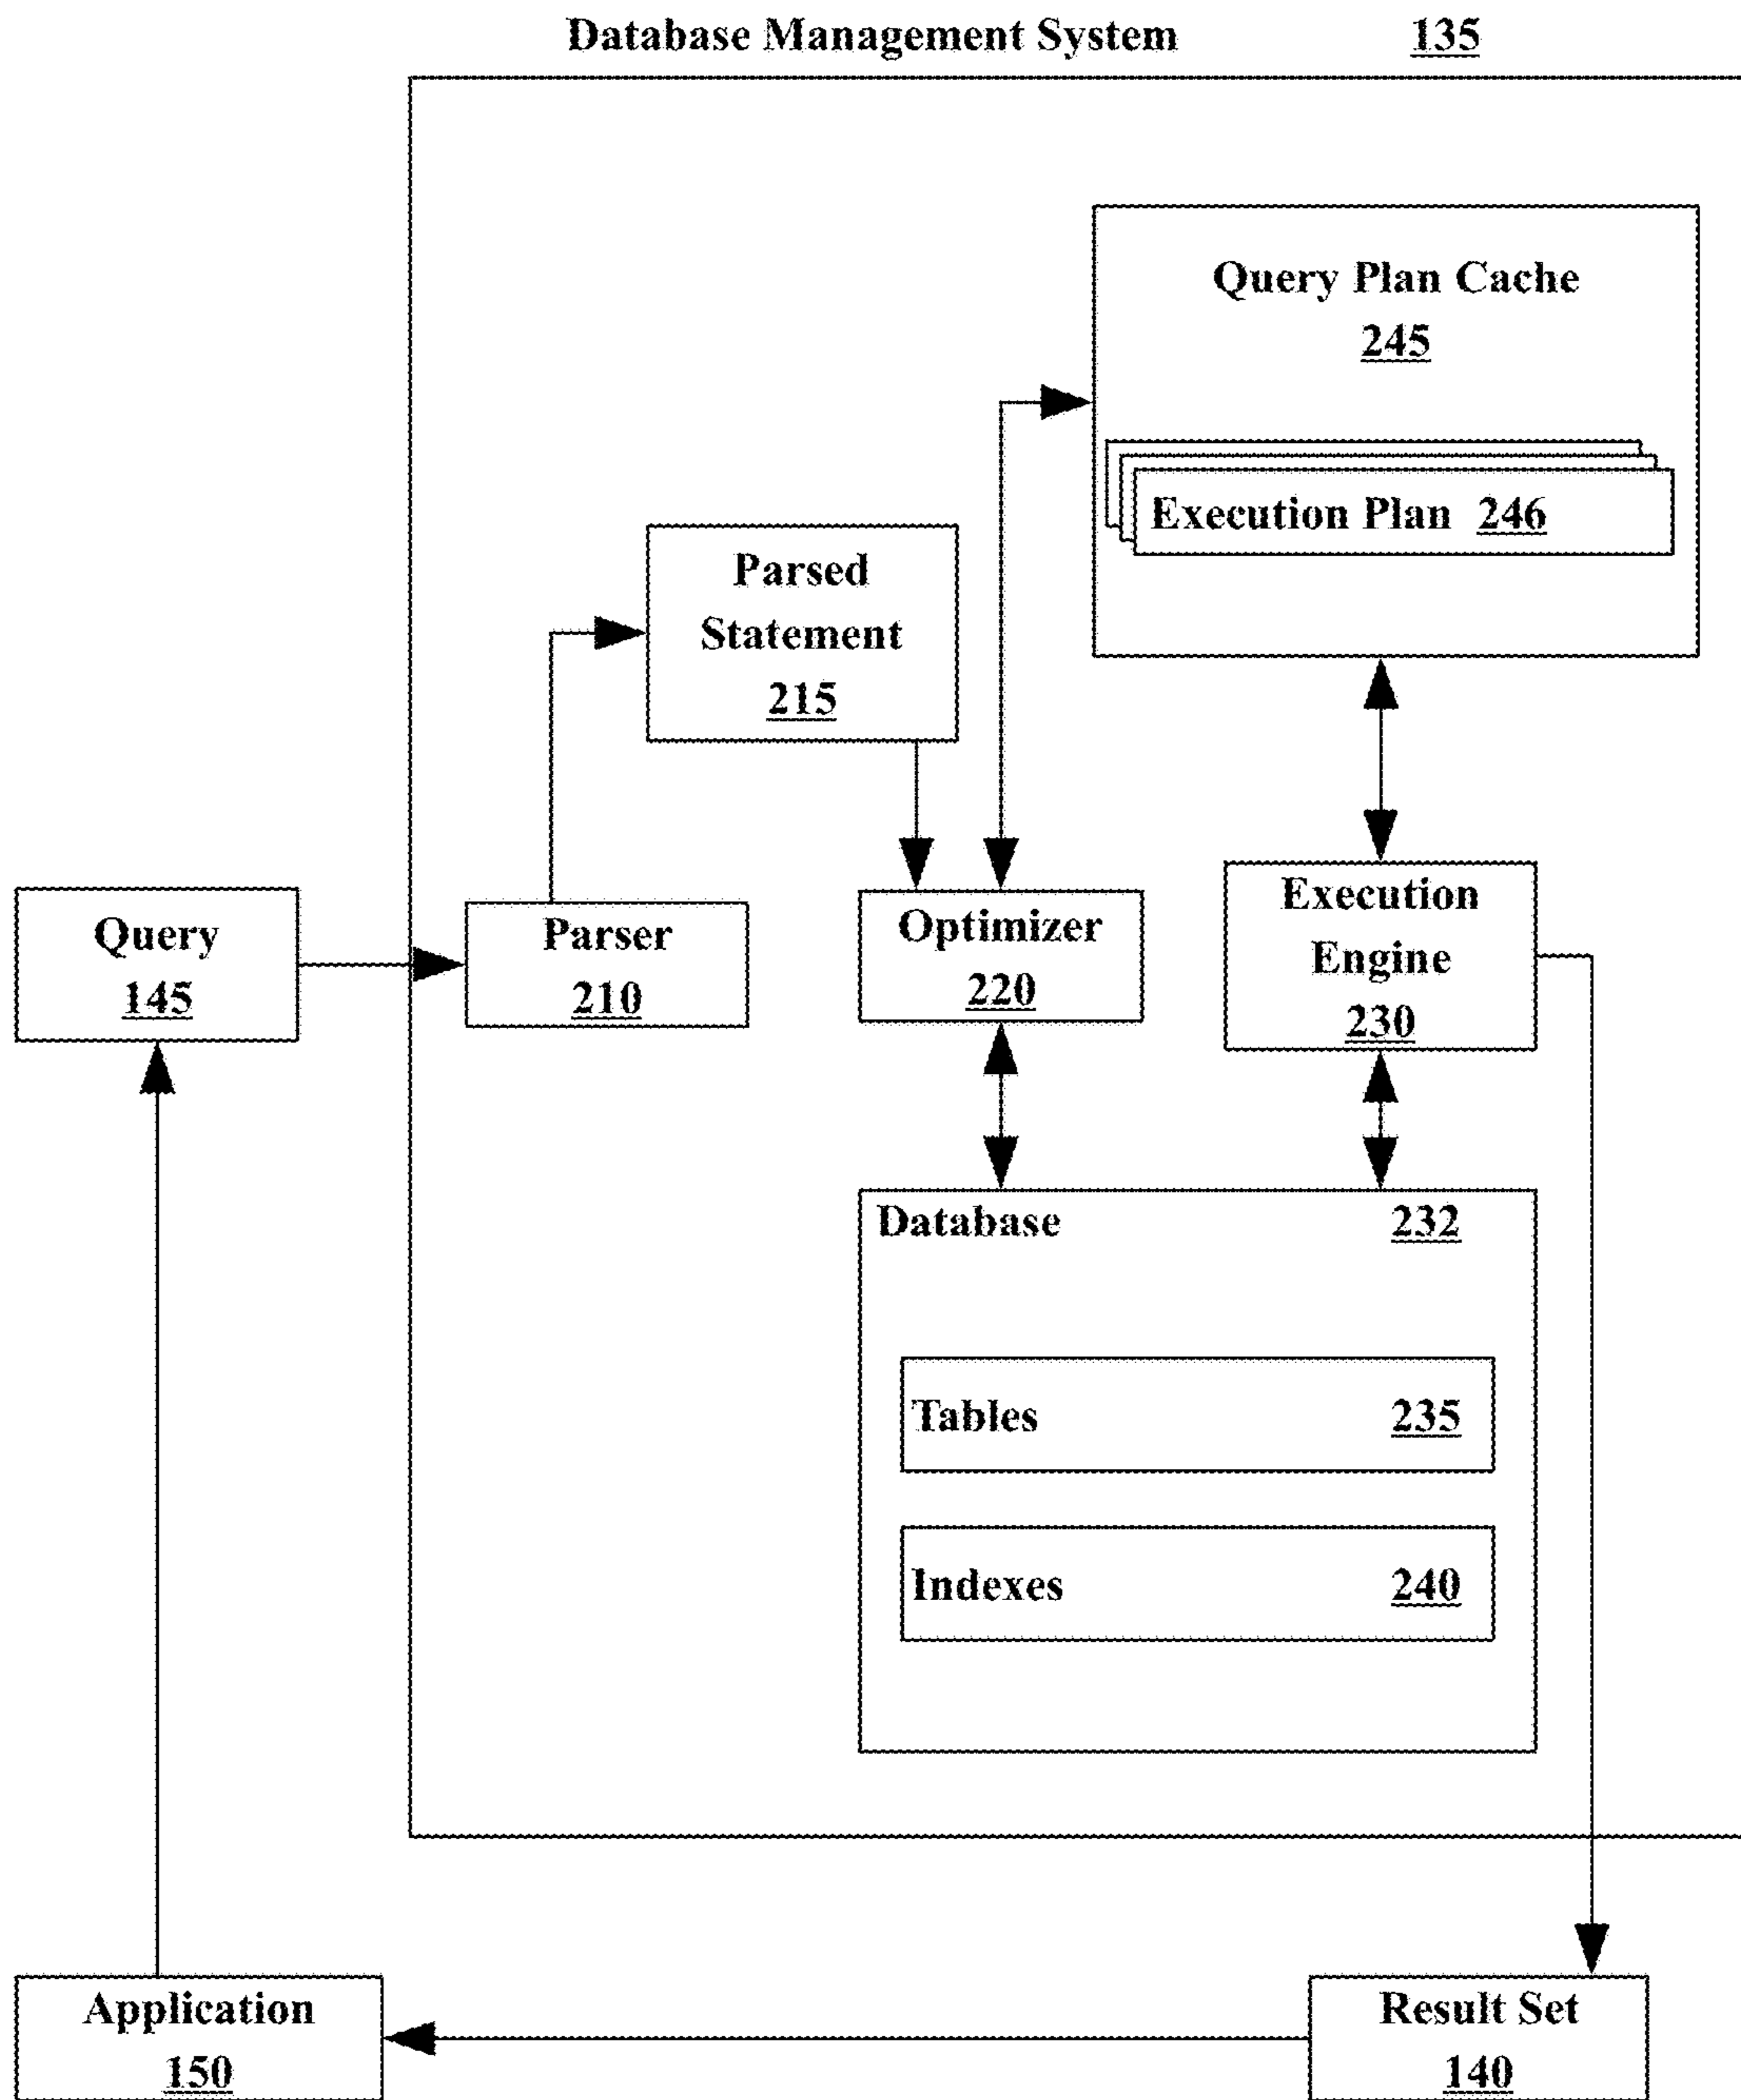 Database Management System 135
Query Plan Cache
245
Execution Plan 246
Parsed
Statement
215
Query
145
Parser
210
Optimizer
220
Execution
Engine
230
Database 232
Tables 235
Indexes 240
Application
150
Result Set
140